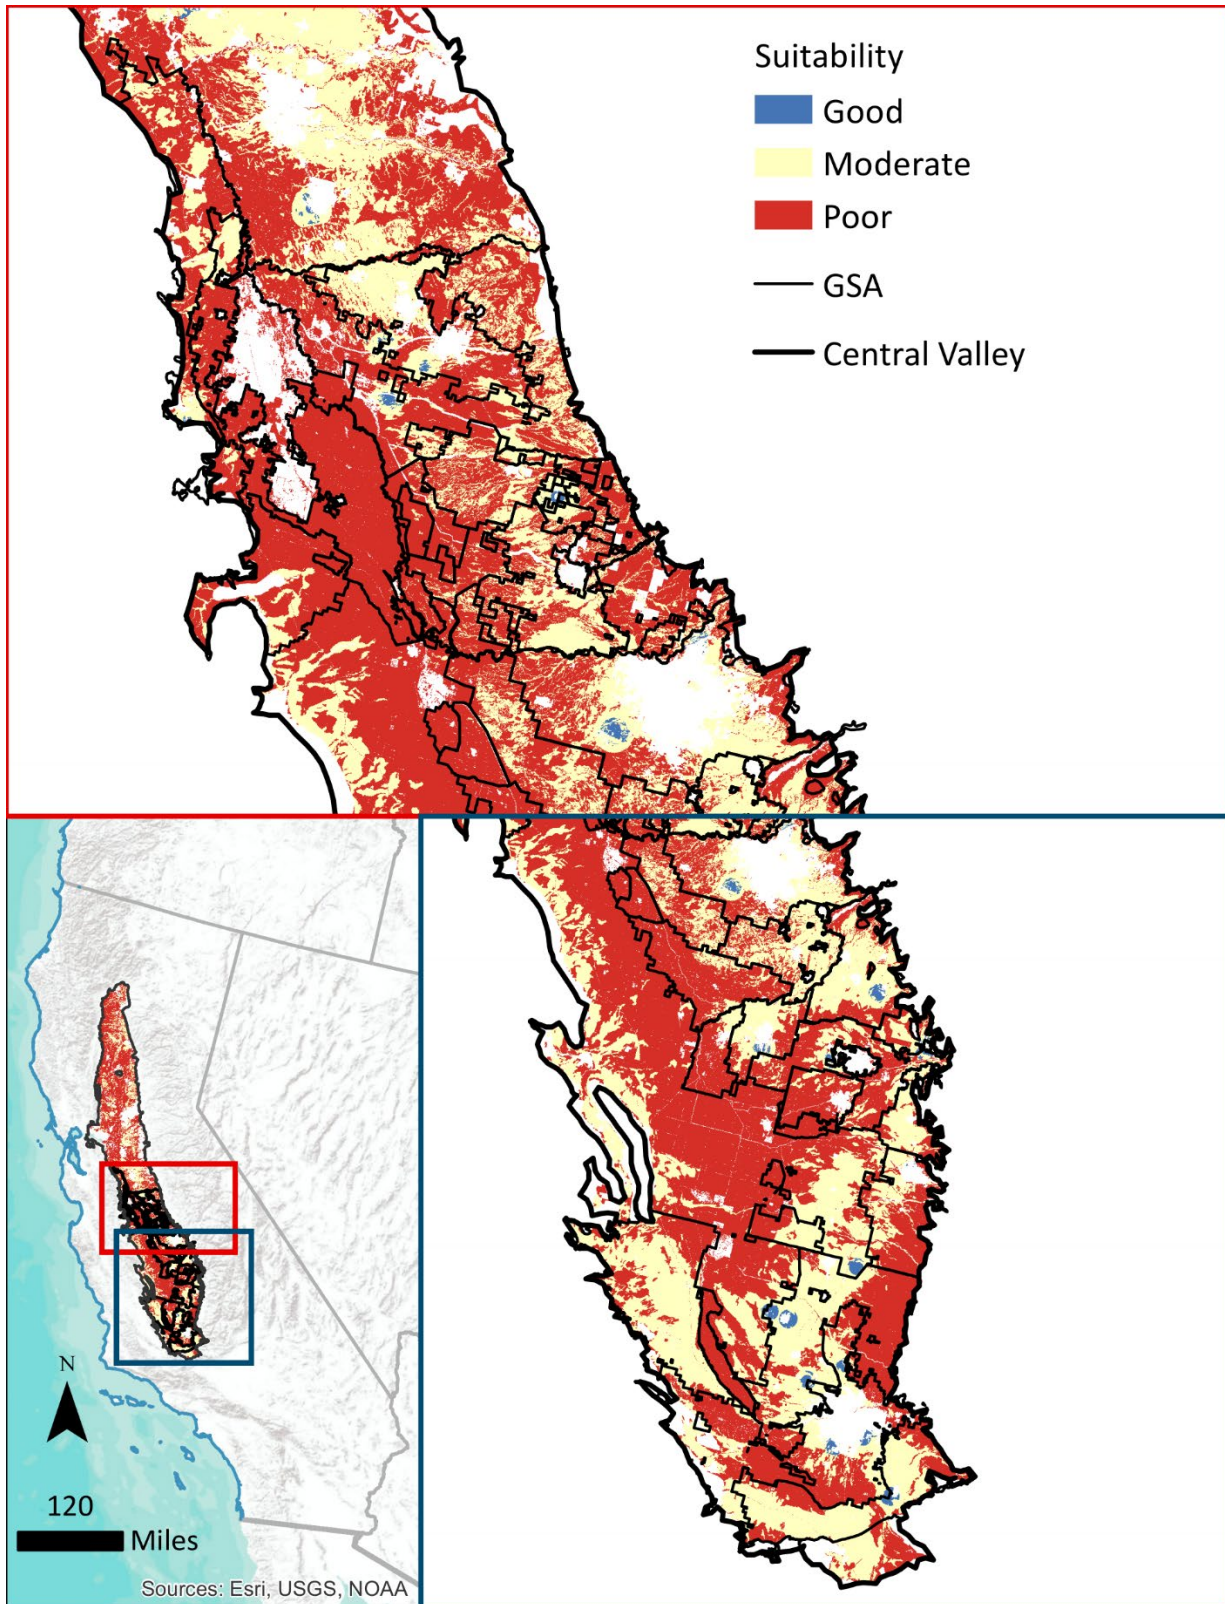 Suitability
Good
Moderate
Poor
GSA
Central Valley
N
120
Miles
Sources: Esri, USGS, NOAA